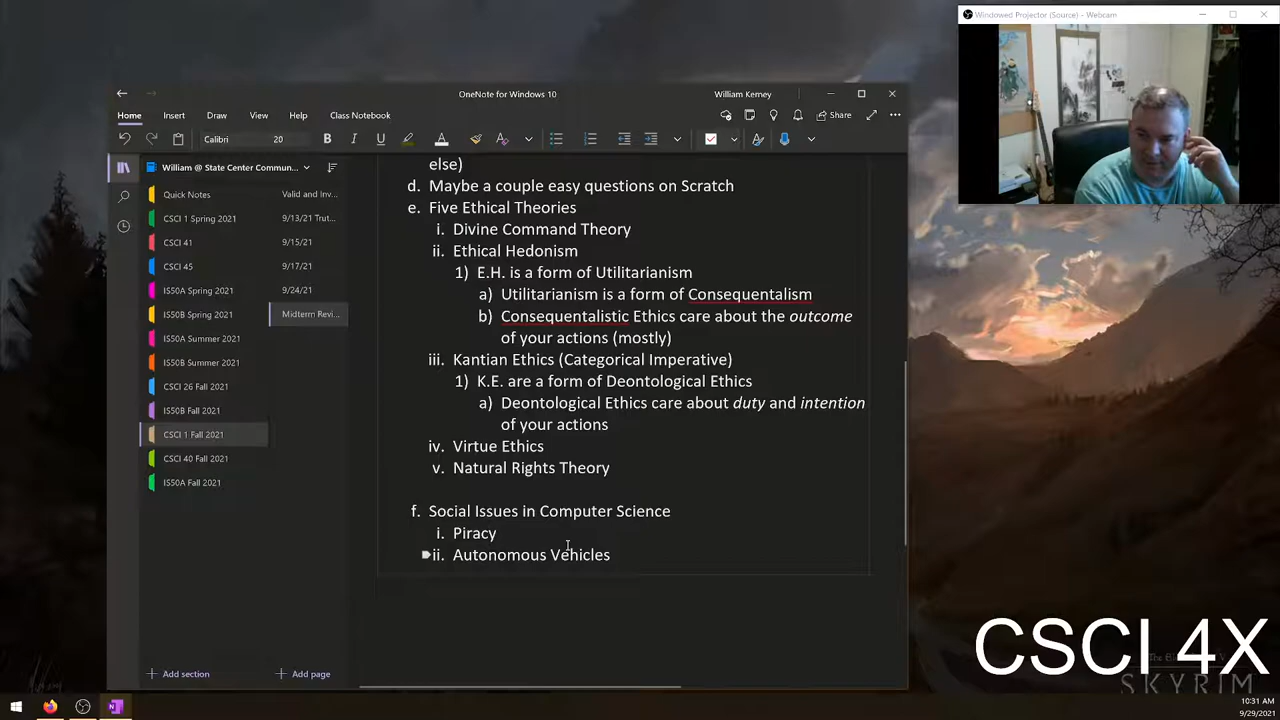 Windowed Projector (Source) - Webcam
OneNote for Windows 10
William Kerney
Home
Insert
Draw
View
Help
Class Notebook
Share
Calibri
20
B
I
U
A
William @ State Center Commun...
Quick Notes
CSCI 1 Spring 2021
CSCI 41
CSCI 45
IS50A Spring 2021
IS50B Spring 2021
IS50A Summer 2021
IS50B Summer 2021
CSCI 26 Fall 2021
IS50B Fall 2021
CSCI 1 Fall 2021
CSCI 40 Fall 2021
IS50A Fall 2021
Valid and Inv...
9/13/21 Trut...
9/15/21
9/17/21
9/24/21
Midterm Revi...
else)
d. Maybe a couple easy questions on Scratch
e. Five Ethical Theories
i. Divine Command Theory
ii. Ethical Hedonism
1) E.H. is a form of Utilitarianism
a) Utilitarianism is a form of Consequentalism
b) Consequentalistic Ethics care about the outcome
of your actions (mostly)
iii. Kantian Ethics (Categorical Imperative)
1) K.E. are a form of Deontological Ethics
a) Deontological Ethics care about duty and intention
of your actions
iv. Virtue Ethics
v. Natural Rights Theory
f. Social Issues in Computer Science
i. Piracy
ii. Autonomous Vehicles
Add section
Add page
CSCI 4X
SKYRIM
10:31 AM
9/29/2021